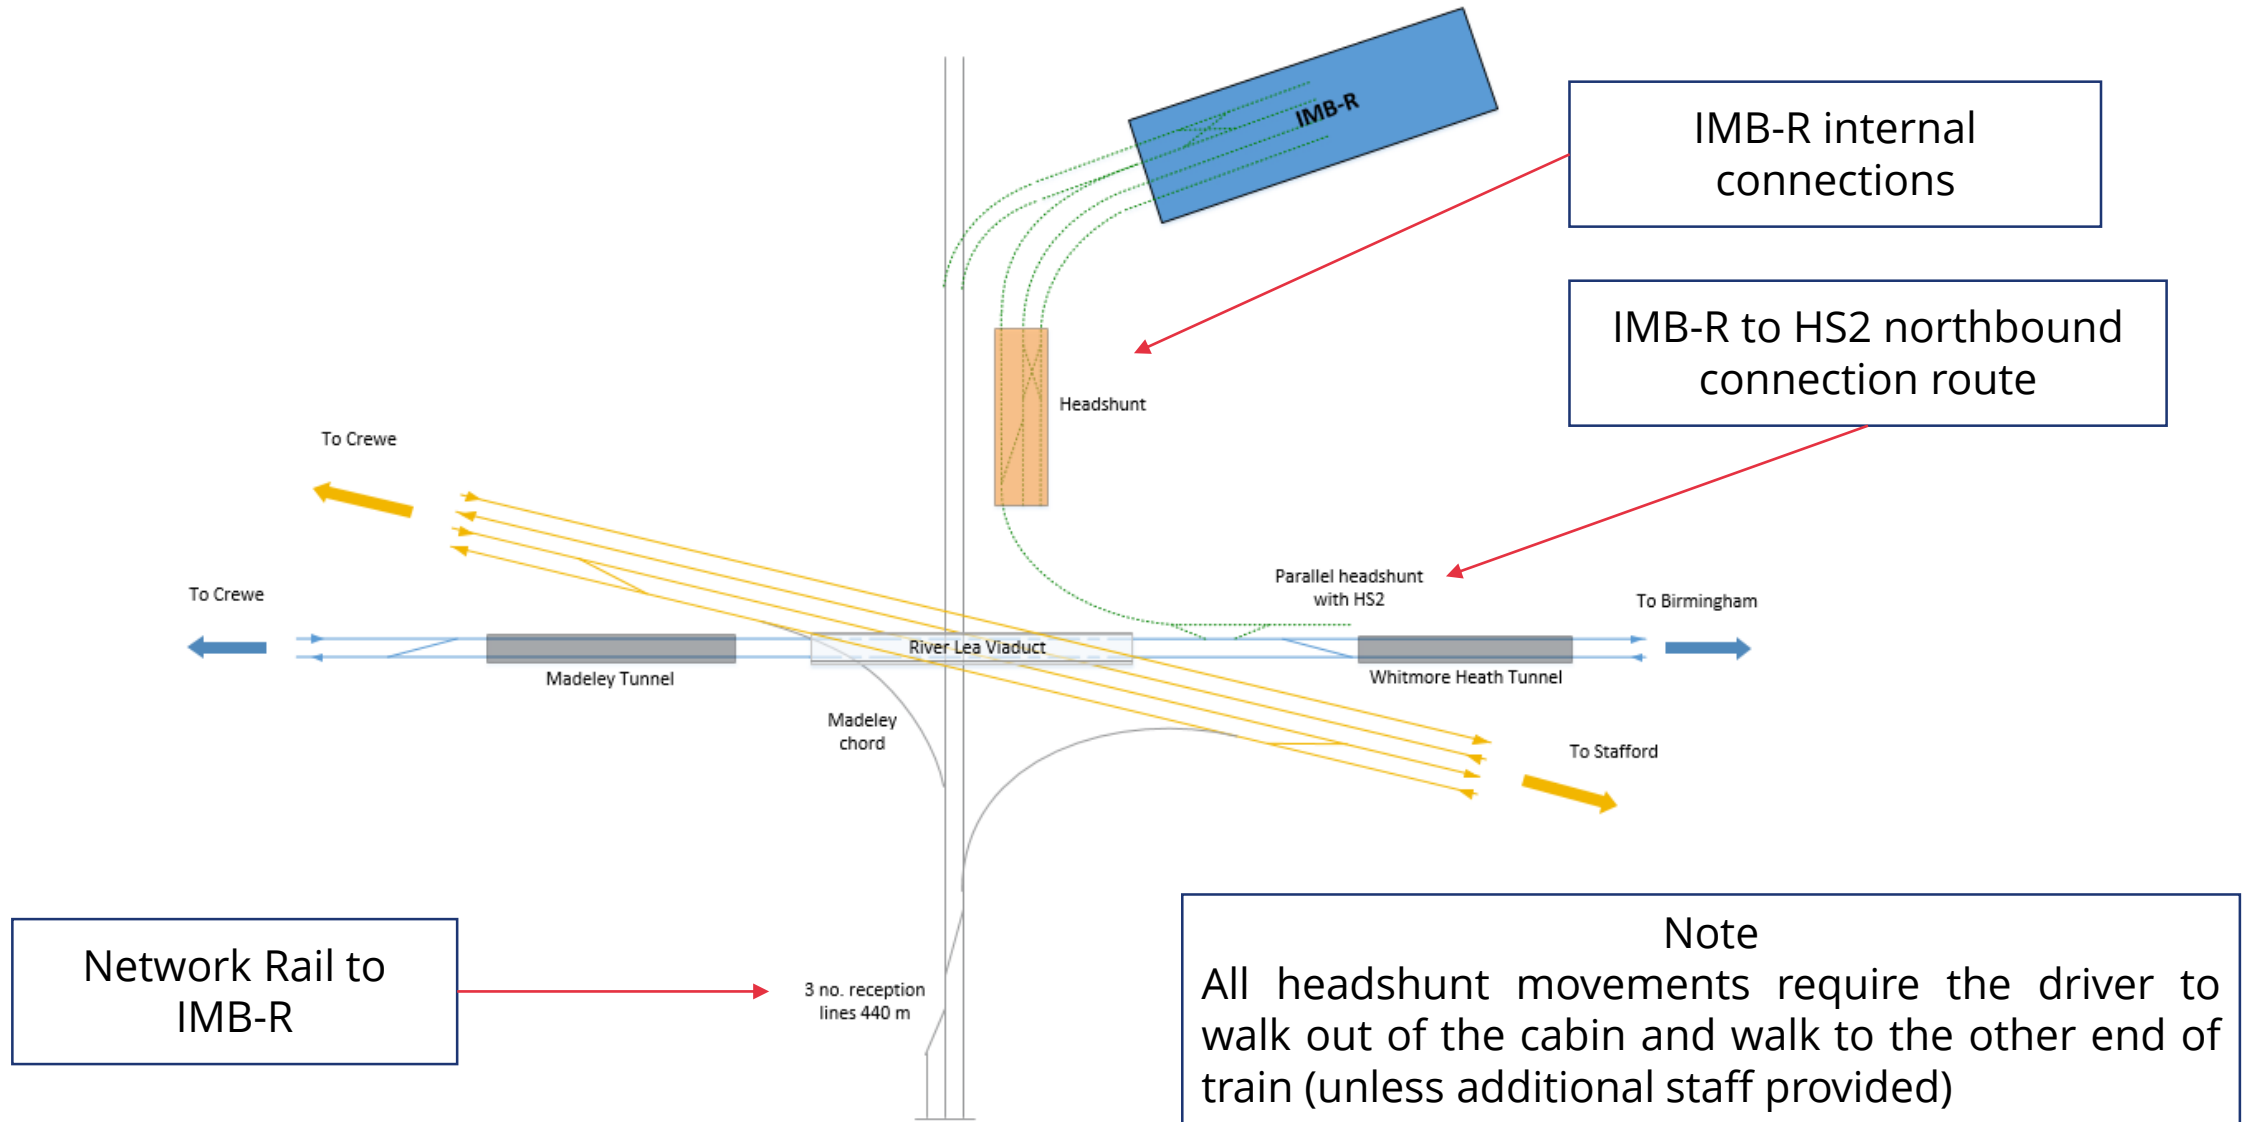 IMB-R
IMB-R internal
connections
IMB-R to HS2 northbound
connection route
Headshunt
To Crewe
To Crewe
Parallel headshunt
with HS2
To Birmingham
River Lea Viaduct
Madeley Tunnel
Whitmore Heath Tunnel
Madeley
chord
To Stafford
Network Rail to
IMB-R
3 no. reception
lines 440 m
Note
All headshunt movements require the driver to
walk out of the cabin and walk to the other end of
train (unless additional staff provided)